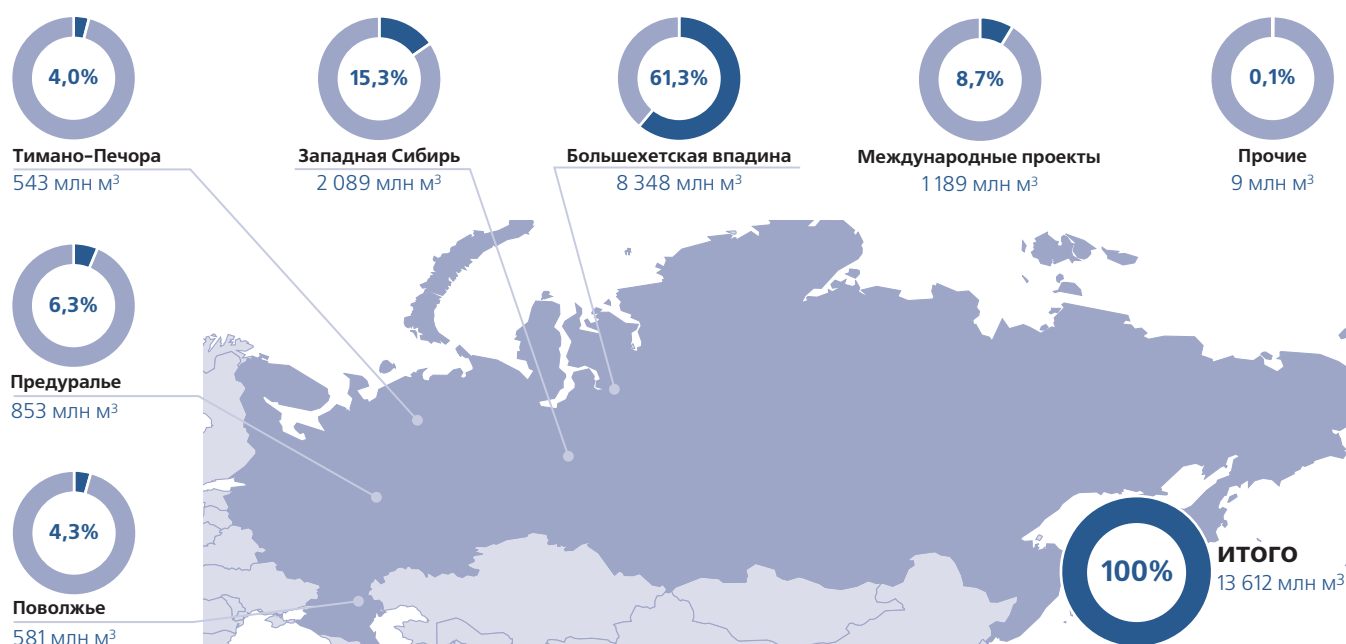 4,0%
Тимано–Печора
543 млн м³
15,3%
Западная Сибирь
2 089 млн м³
61,3%
Большехетская впадина
8 348 млн м³
8,7%
Международные проекты
1 189 млн м³
0,1%
Прочие
9 млн м³
6,3%
Предуралье
853 млн м³
4,3%
Поволжье
581 млн м³
100%
ИТОГО
13 612 млн м³